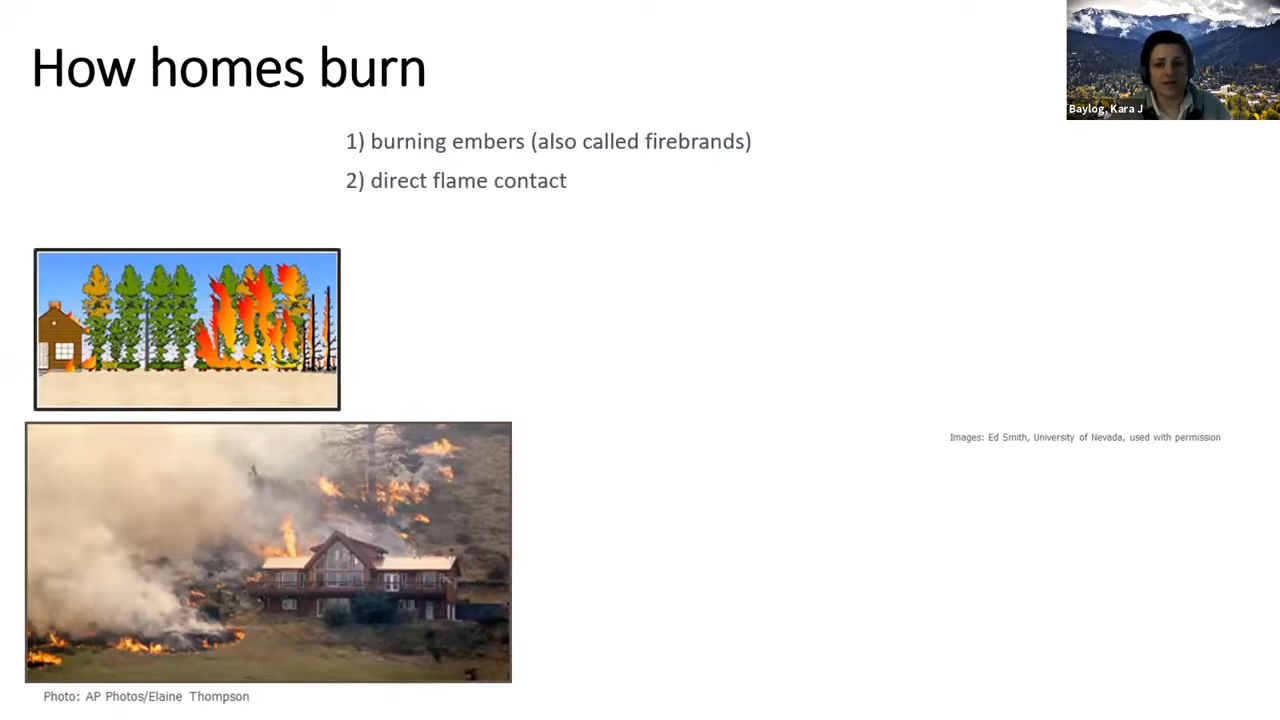 How homes burn
Baylog, Kara J
1) burning embers (also called firebrands)
2) direct flame contact
Images: Ed Smith, University of Nevada, used with permission
Photo: AP Photos/Elaine Thompson